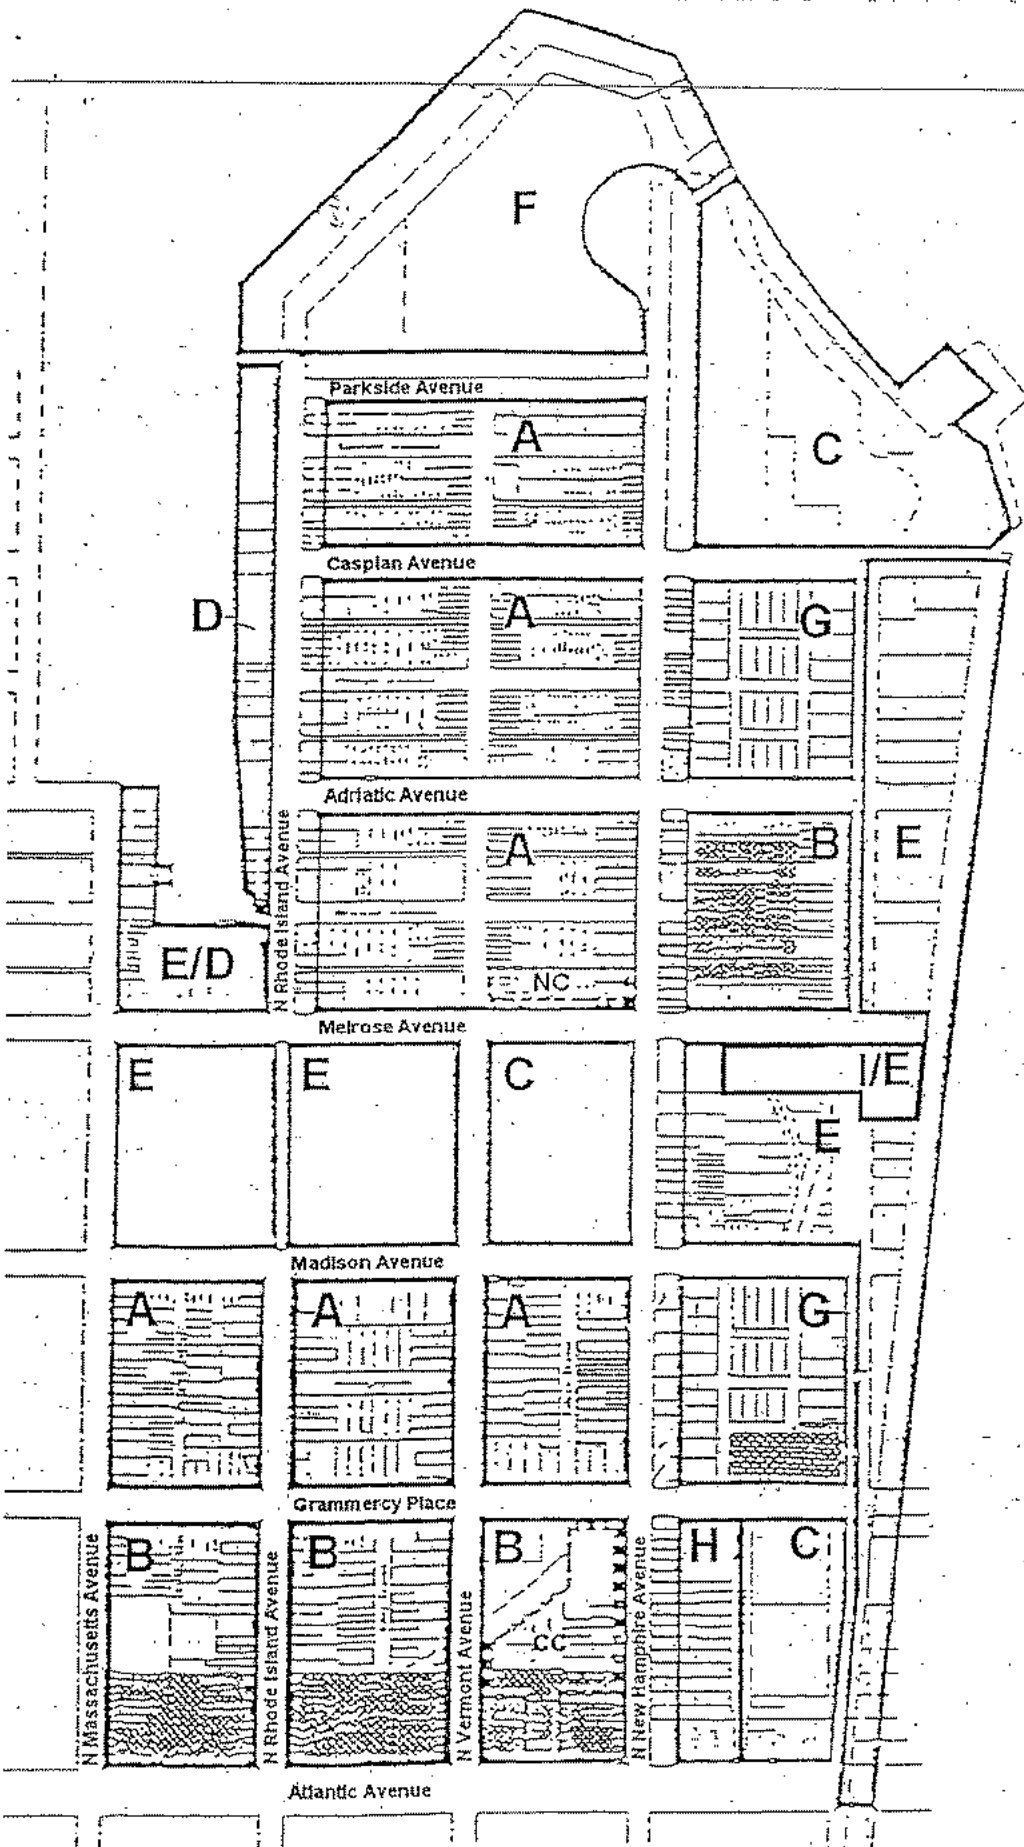 F
Parkside Avenue
A
C
Caspian Avenue
D
A
G
Adriatic Avenue
N Rhode Island Avenue
A
B
E
E/D
NC
Melrose Avenue
E
E
C
I/E
E
Madison Avenue
A
A
A
G
Grammercy Place
N Massachusetts Avenue
B
N Rhode Island Avenue
B
N Vermont Avenue
B
CC
N New Hamphire Avenue
H
C
Atlantic Avenue